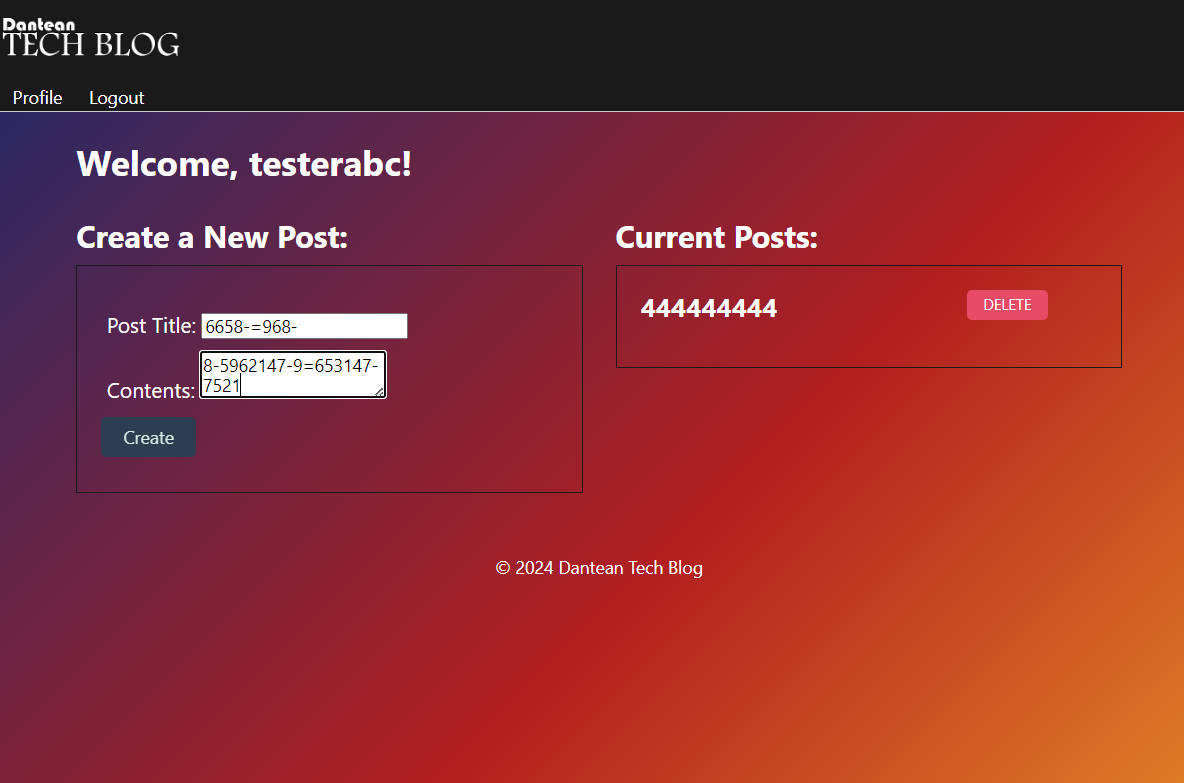 Dantean
TECH BLOG
Profile Logout
Welcome, testerabc!
Create a New Post:
Post Title: 6658-=968-
Contents: 8-5962147-9=653147-
7521
Create
Current Posts:
444444444 DELETE
© 2024 Dantean Tech Blog